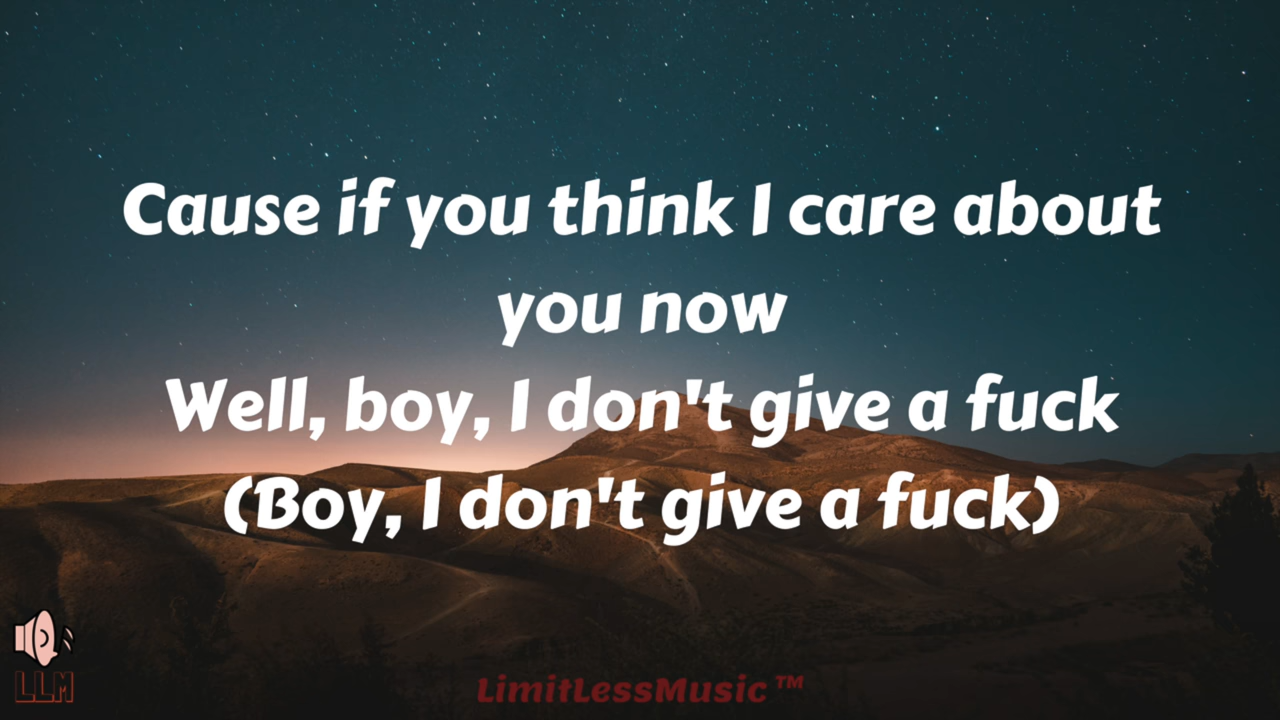 Cause if you think I care about
you now
Well, boy, I don't give a fuck
(Boy, I don't give a fuck)
LLM
LimitLessMusic™